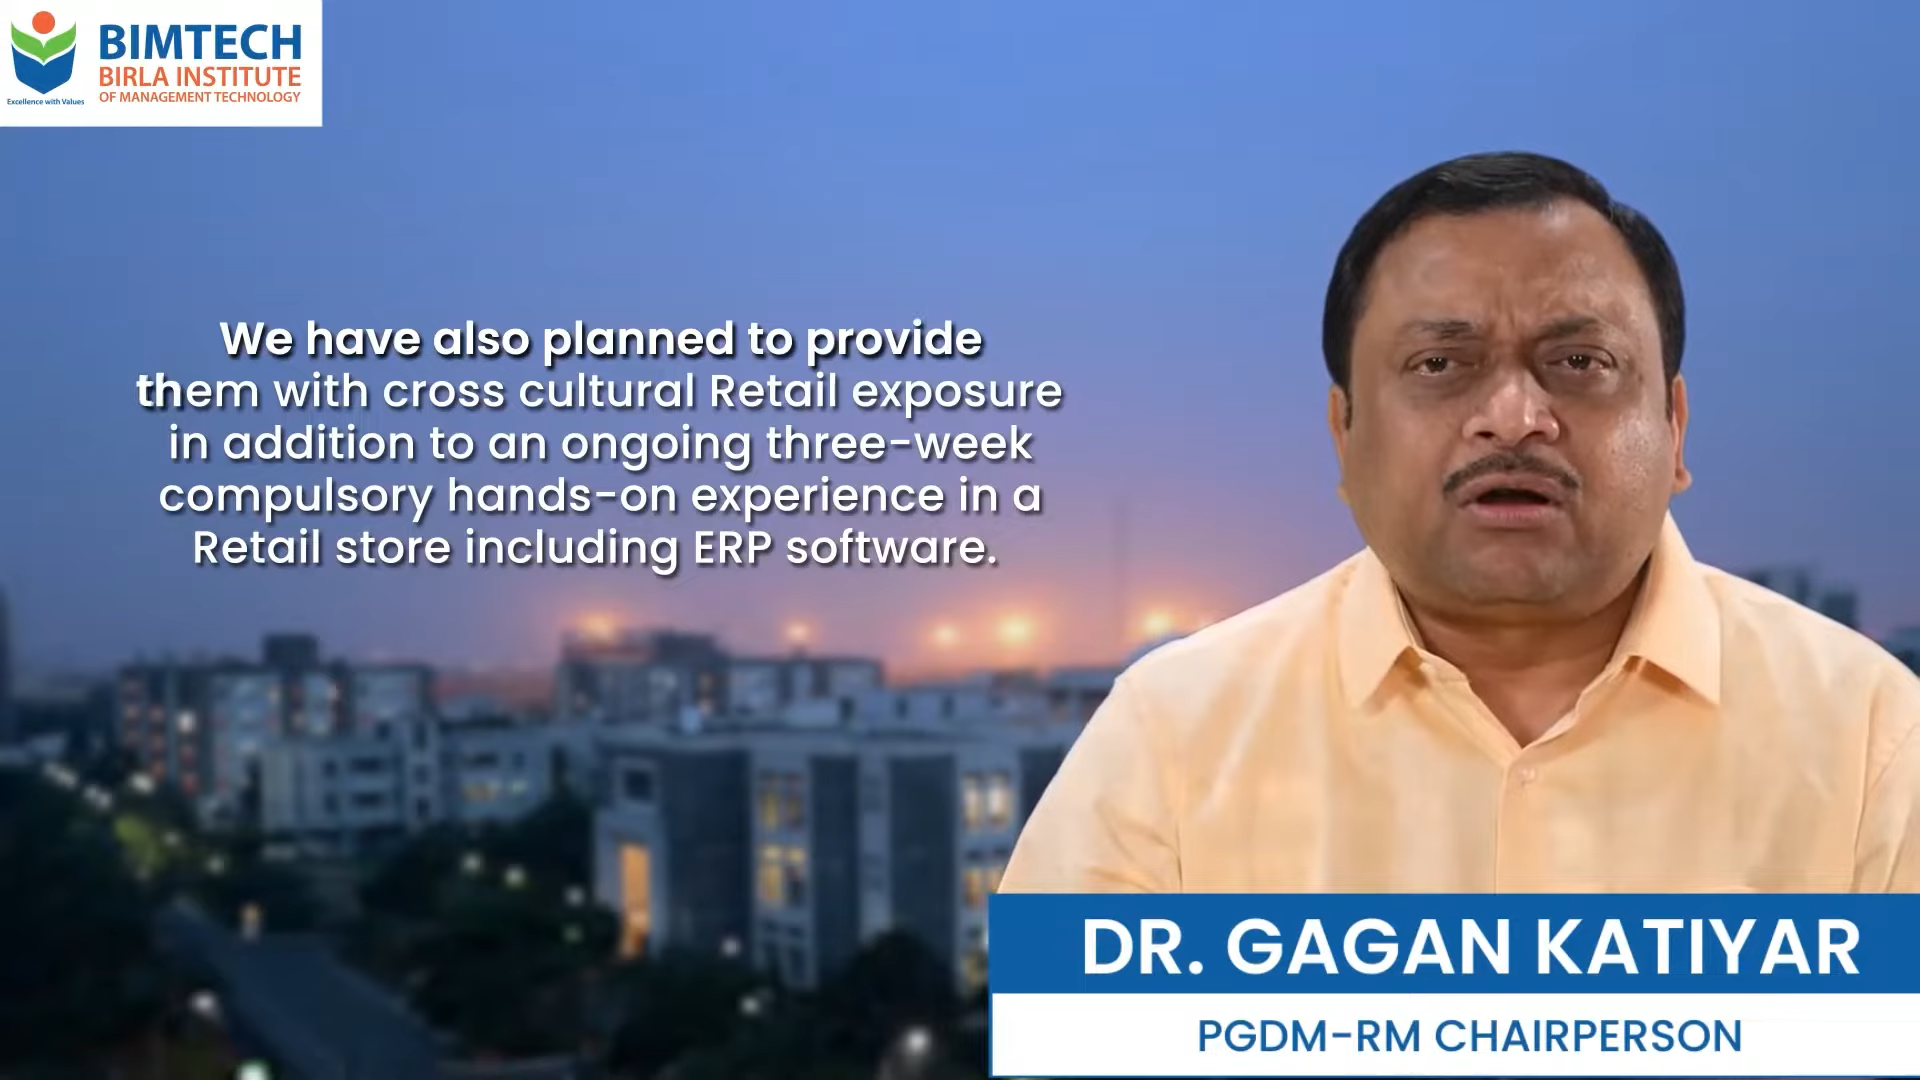 BIMTECH
BIRLA INSTITUTE
OF MANAGEMENT TECHNOLOGY
Excellence with Values
We have also planned to provide
them with cross cultural Retail exposure
in addition to an ongoing three-week
compulsory hands-on experience in a
Retail store including ERP software.
DR. GAGAN KATIYAR
PGDM-RM CHAIRPERSON